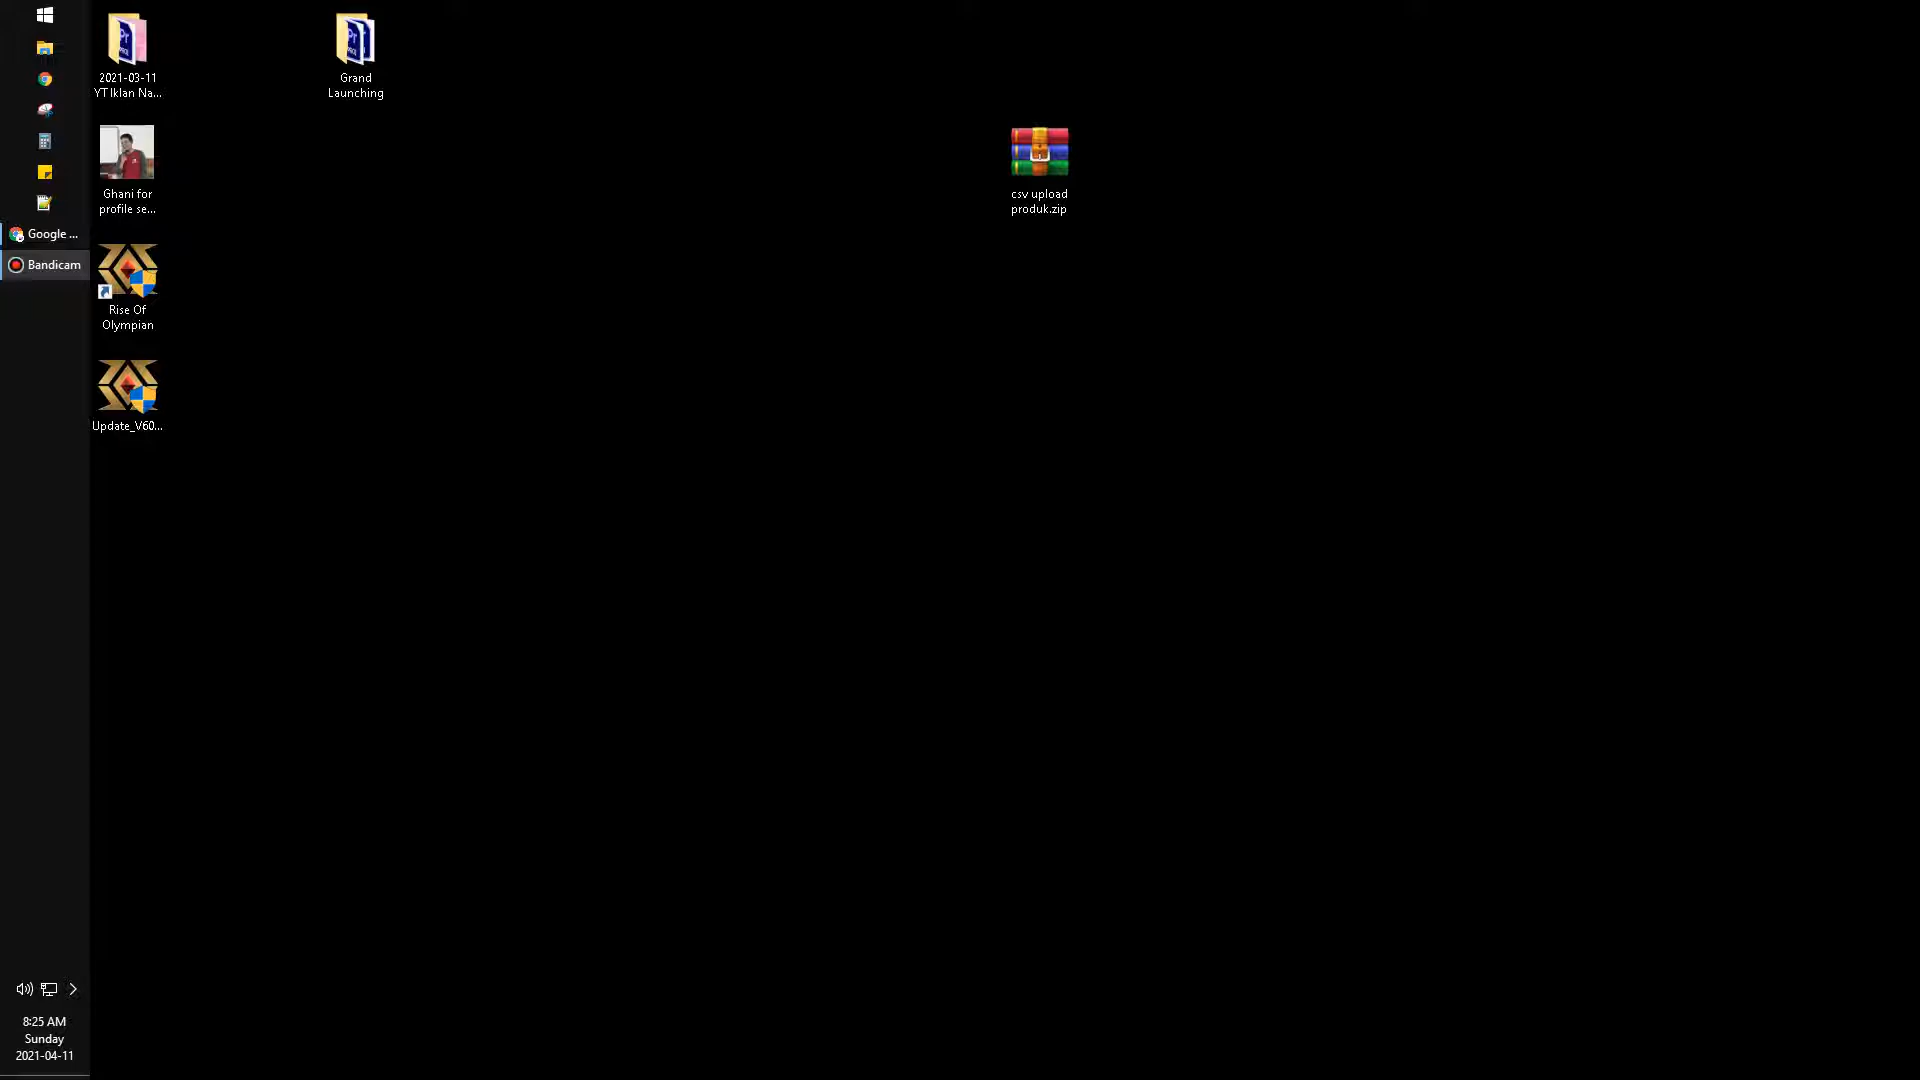 2021-03-11
YT Iklan Na...
Grand
Launching
Ghani for
profile se...
csv upload
produk.zip
Google ...
Bandicam
Rise Of
Olympian
Update_V60...
8:25 AM
Sunday
2021-04-11